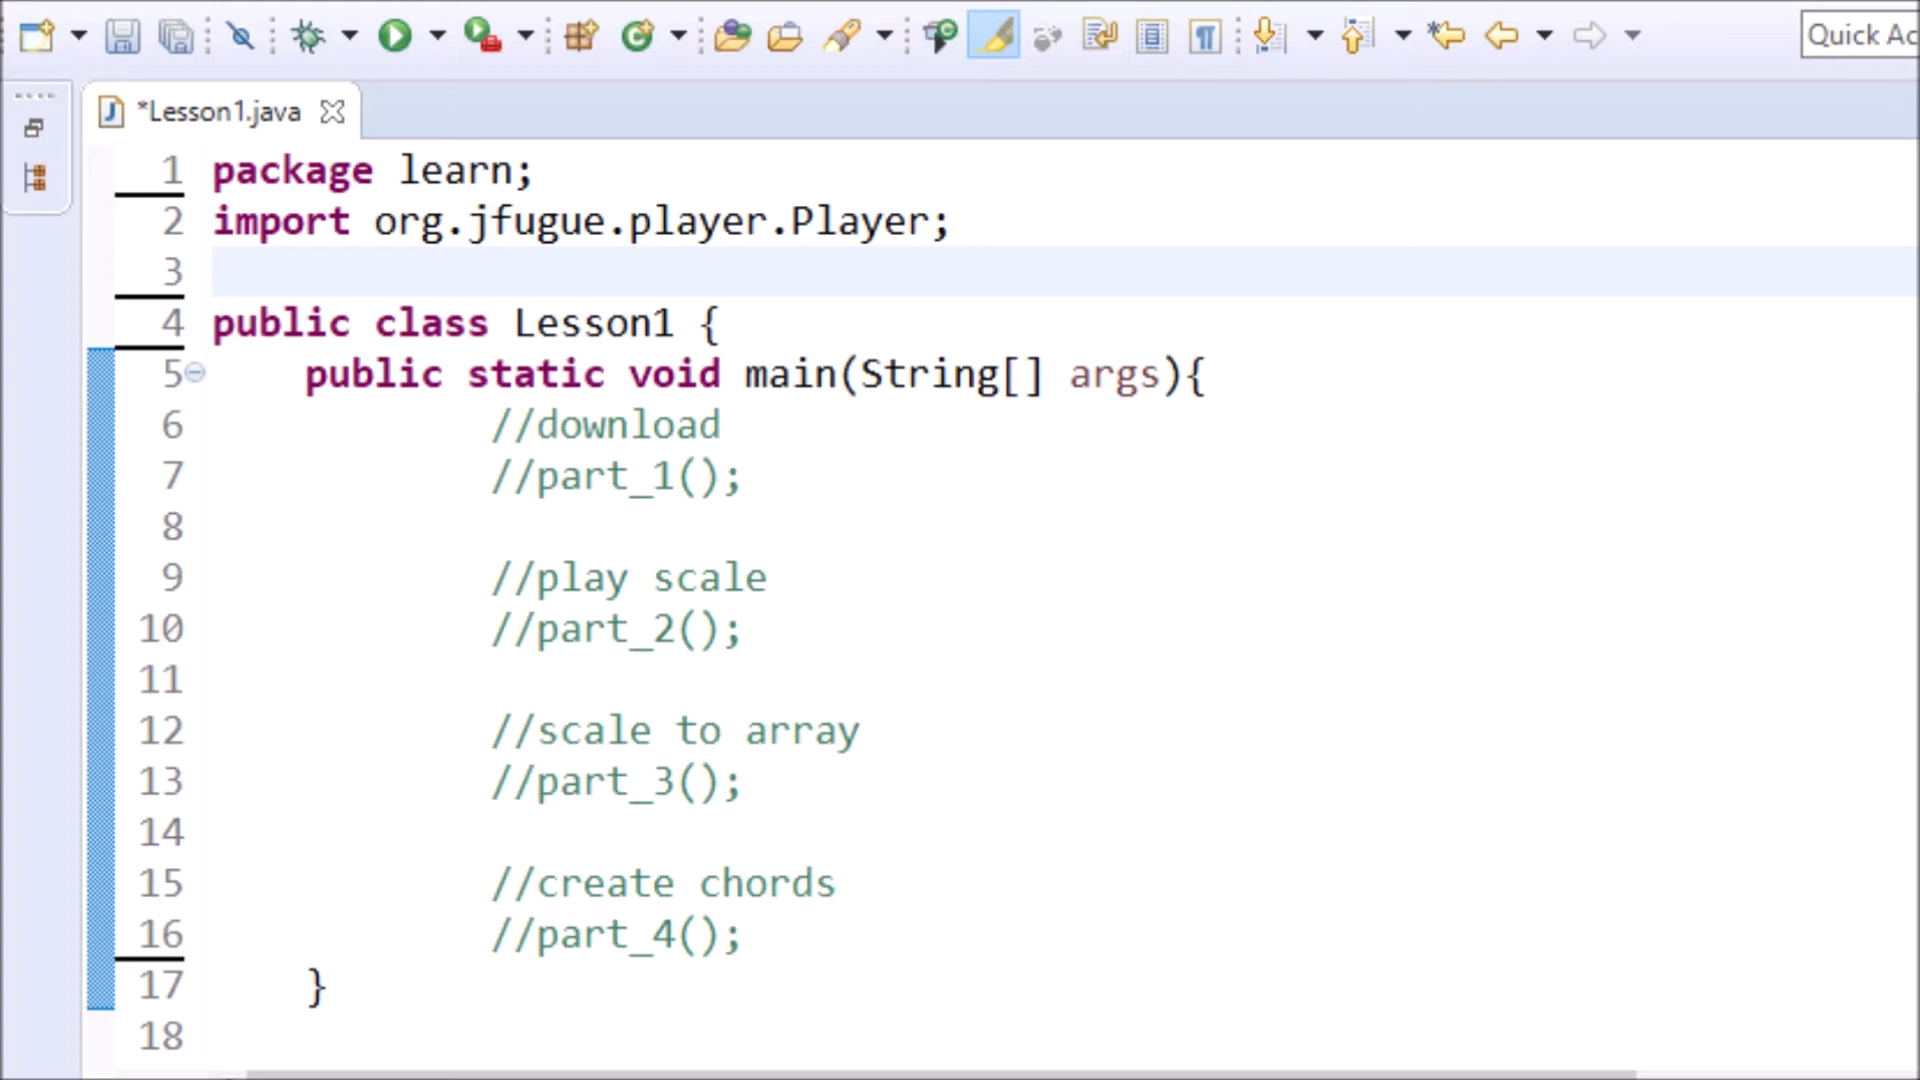 Quick Ac
*Lesson1.java
1 package learn;
2 import org.jfugue.player.Player;
3
4 public class Lesson1 {
5 public static void main(String[] args){
6 //download
7 //part_1();
8
9 //play scale
10 //part_2();
11
12 //scale to array
13 //part_3();
14
15 //create chords
16 //part_4();
17 }
18